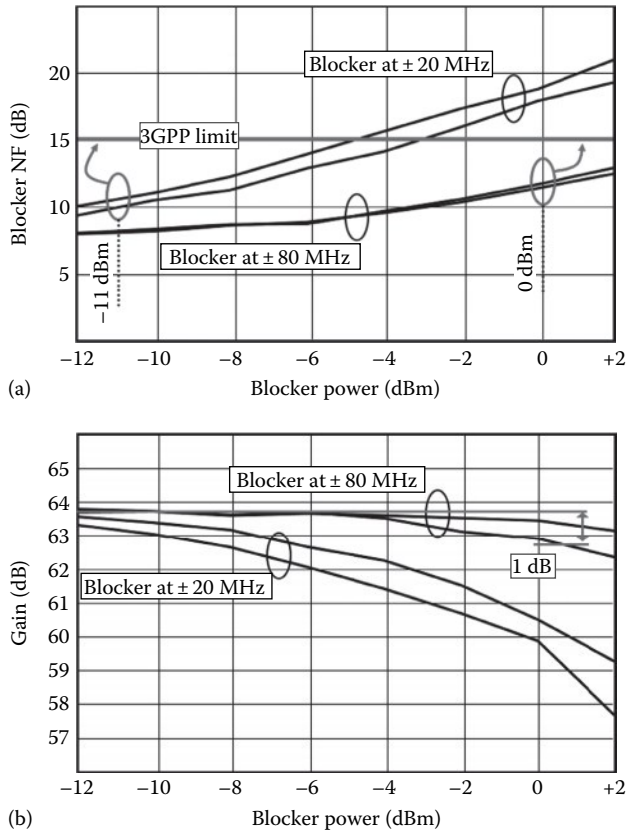 20
15
10
5
Blocker NF (dB)
Blocker at ± 20 MHz
3GPP limit
Blocker at ± 80 MHz
−11 dBm
0 dBm
−12
−10
−8
−6
−4
−2
0
+2
(a)
Blocker power (dBm)
65
64
63
62
61
60
59
58
57
Gain (dB)
Blocker at ± 80 MHz
1 dB
Blocker at ± 20 MHz
−12
−10
−8
−6
−4
−2
0
+2
(b)
Blocker power (dBm)